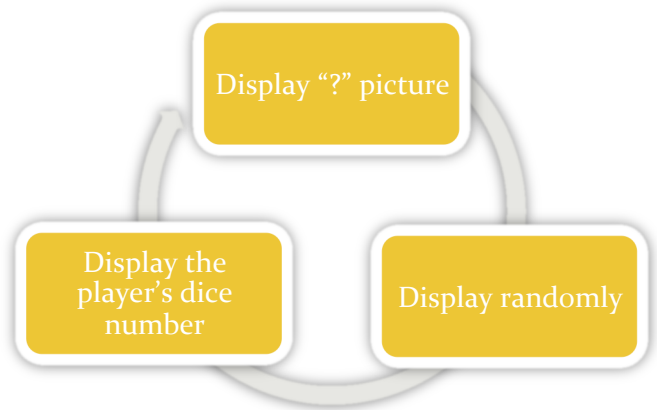 Display “?” picture
Display randomly
Display the
player’s dice
number